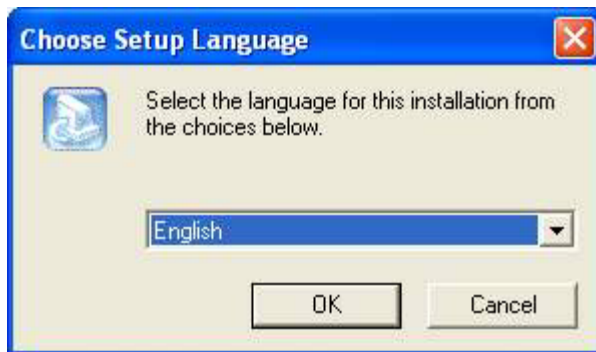 Choose Setup Language
Select the language for this installation from
the choices below.
English
OK
Cancel